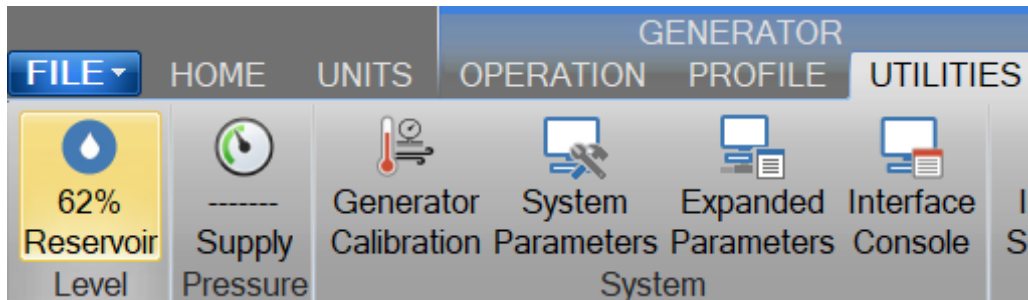 GENERATOR
FILE HOME UNITS OPERATION PROFILE UTILITIES
62% ------- Generator System Expanded Interface
Reservoir Supply Calibration Parameters Parameters Console
Level Pressure System